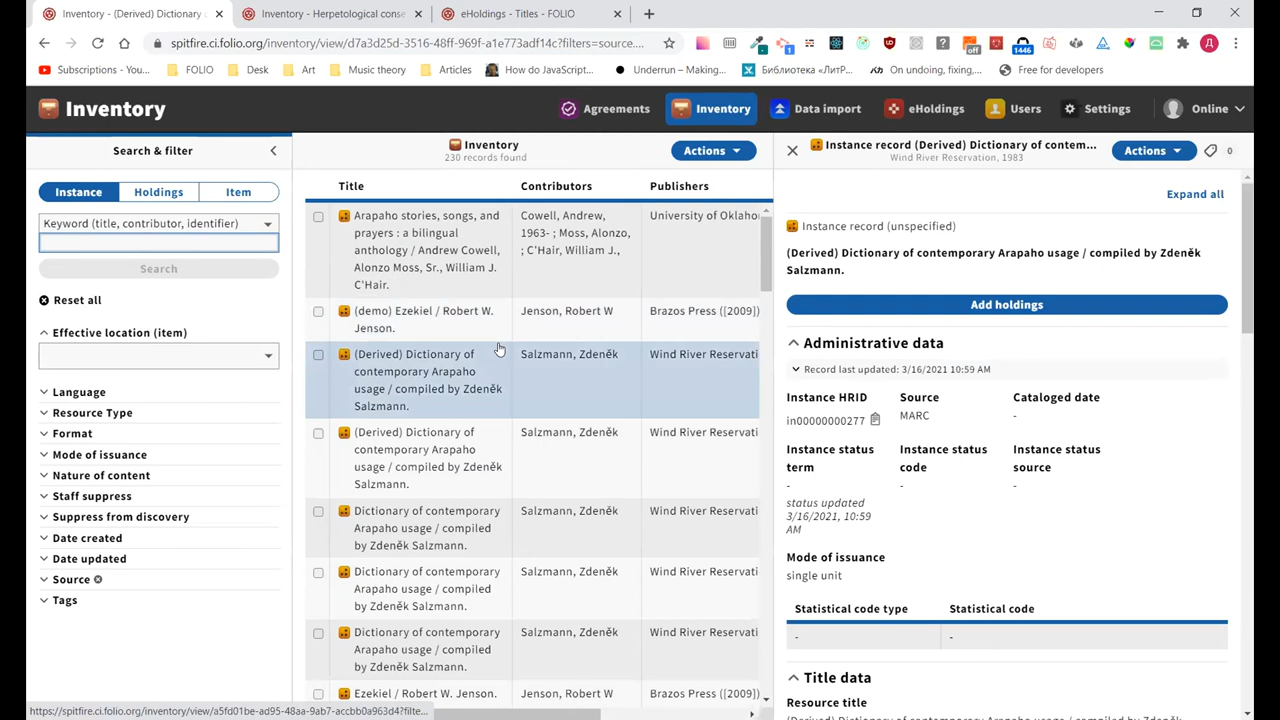 Inventory - (Derived) Dictionary o
Inventory - Herpetological conse
eHoldings - Titles - FOLIO
spitfire.ci.folio.org/inventory/view/d7a3d25d-3516-48ff-069f-a1e7f3adf14c?filters=source....
off
1446
Д
Subscriptions - You...
FOLIO
Desk
Art
Music theory
Articles
How do JavaScript...
Underrun – Making...
Библиотека «ЛитР...
On undoing, fixing,...
Free for developers
Inventory
Agreements
Inventory
Data import
eHoldings
Users
Settings
Online
Search & filter
Instance
Holdings
Item
Keyword (title, contributor, identifier)
Search
Reset all
Effective location (item)
Language
Resource Type
Format
Mode of issuance
Nature of content
Staff suppress
Suppress from discovery
Date created
Date updated
Source
Tags
Inventory
230 records found
Actions
Title
Contributors
Publishers
Arapaho stories, songs, and
prayers : a bilingual
anthology / Andrew Cowell,
Alonzo Moss, Sr., William J.
C'Hair.
Cowell, Andrew,
1963- ; Moss, Alonzo,
; C'Hair, William J.,
University of Oklaho
(demo) Ezekiel / Robert W.
Jenson.
Jenson, Robert W
Brazos Press ([2009])
(Derived) Dictionary of
contemporary Arapaho
usage / compiled by Zdeněk
Salzmann.
Salzmann, Zdeněk
Wind River Reservati
(Derived) Dictionary of
contemporary Arapaho
usage / compiled by Zdeněk
Salzmann.
Salzmann, Zdeněk
Wind River Reservati
Dictionary of contemporary
Arapaho usage / compiled
by Zdeněk Salzmann.
Salzmann, Zdeněk
Wind River Reservati
Dictionary of contemporary
Arapaho usage / compiled
by Zdeněk Salzmann.
Salzmann, Zdeněk
Wind River Reservati
Dictionary of contemporary
Arapaho usage / compiled
by Zdeněk Salzmann.
Salzmann, Zdeněk
Wind River Reservati
Ezekiel / Robert W. Jenson.
Jenson, Robert W
Brazos Press ([2009])
Instance record (Derived) Dictionary of contem...
Wind River Reservation, 1983
Actions
0
Expand all
Instance record (unspecified)
(Derived) Dictionary of contemporary Arapaho usage / compiled by Zdeněk
Salzmann.
Add holdings
Administrative data
Record last updated: 3/16/2021 10:59 AM
Instance HRID
in00000000277
Source
MARC
Cataloged date
-
Instance status
term
-
status updated
3/16/2021, 10:59
AM
Instance status
code
-
Instance status
source
-
Mode of issuance
single unit
Statistical code type
Statistical code
-
-
Title data
Resource title
https://spitfire.ci.folio.org/inventory/view/a5fd01be-ad95-48aa-9ab7-accbb0a963d4?filte...